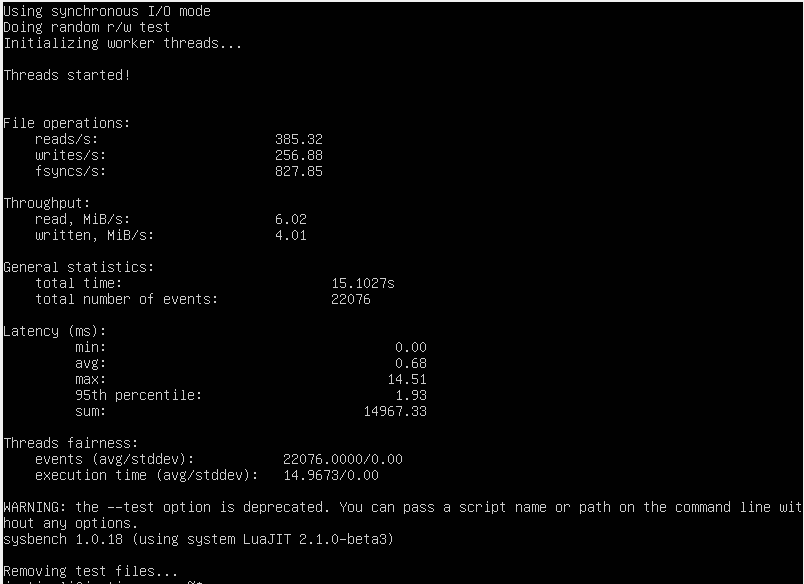 Using synchronous I/O mode
Doing random r/w test
Initializing worker threads...
Threads started!
File operations:
reads/s: 385.32
writes/s: 256.88
fsyncs/s: 827.85
Throughput:
read, MiB/s: 6.02
written, MiB/s: 4.01
General statistics:
total time: 15.1027s
total number of events: 22076
Latency (ms):
min: 0.00
avg: 0.68
max: 14.51
95th percentile: 1.93
sum: 14967.33
Threads fairness:
events (avg/stddev): 22076.0000/0.00
execution time (avg/stddev): 14.9673/0.00
WARNING: the --test option is deprecated. You can pass a script name or path on the command line wit
hout any options.
sysbench 1.0.18 (using system LuaJIT 2.1.0-beta3)
Removing test files...